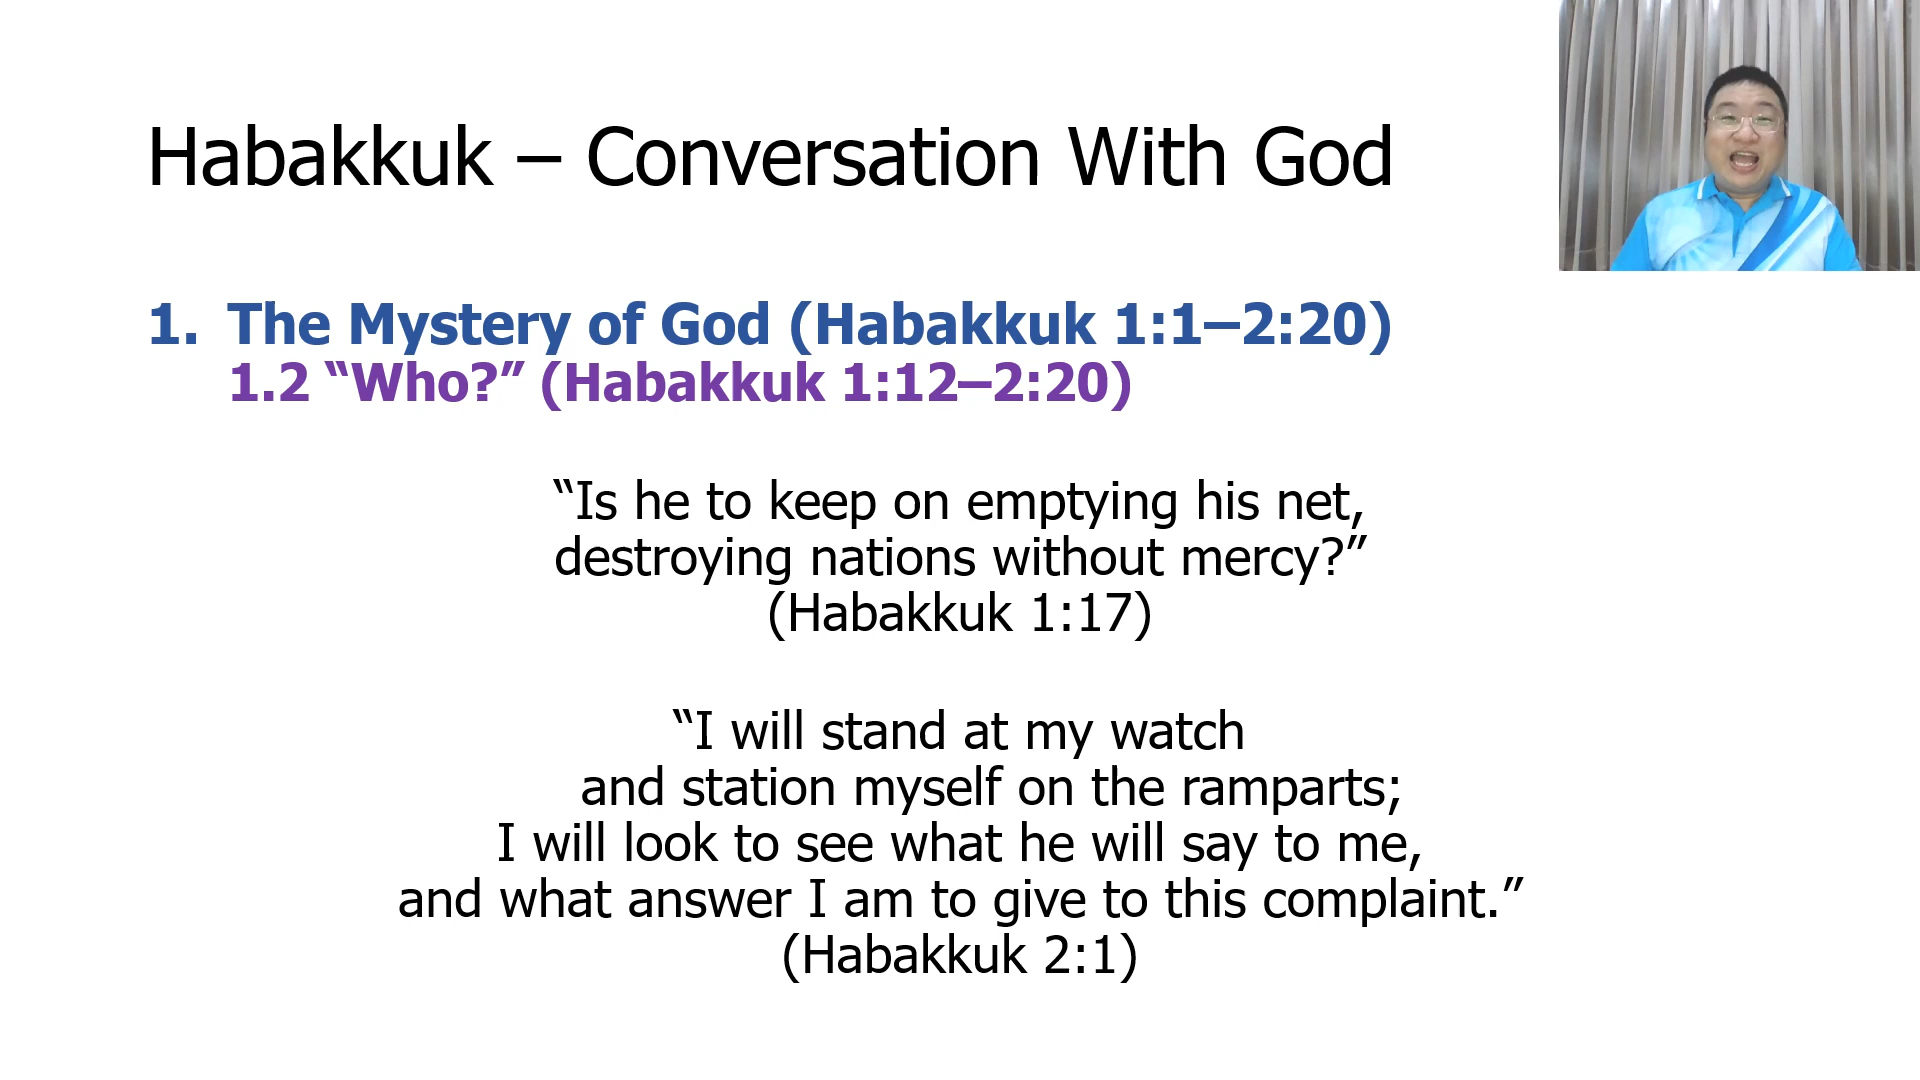 Habakkuk – Conversation With God
1. The Mystery of God (Habakkuk 1:1–2:20)
1.2 “Who?” (Habakkuk 1:12–2:20)
“Is he to keep on emptying his net,
destroying nations without mercy?”
(Habakkuk 1:17)
“I will stand at my watch
and station myself on the ramparts;
I will look to see what he will say to me,
and what answer I am to give to this complaint.”
(Habakkuk 2:1)